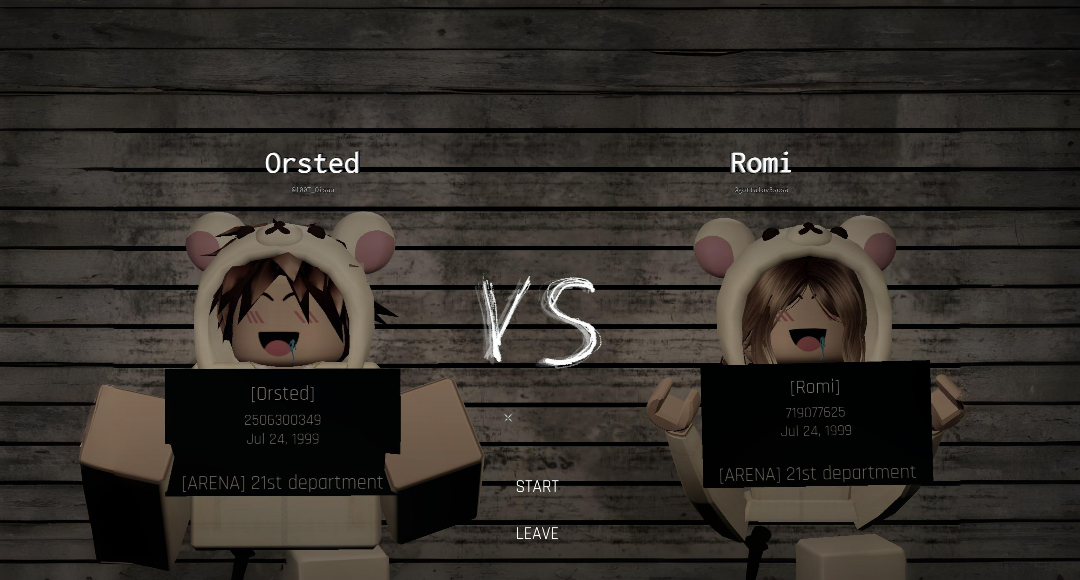 Orsted
Romi
VS
[Orsted]
2506300349
Jul 24, 1999
[ARENA] 21st department
[Romi]
719077625
Jul 24, 1999
[ARENA] 21st department
START
LEAVE